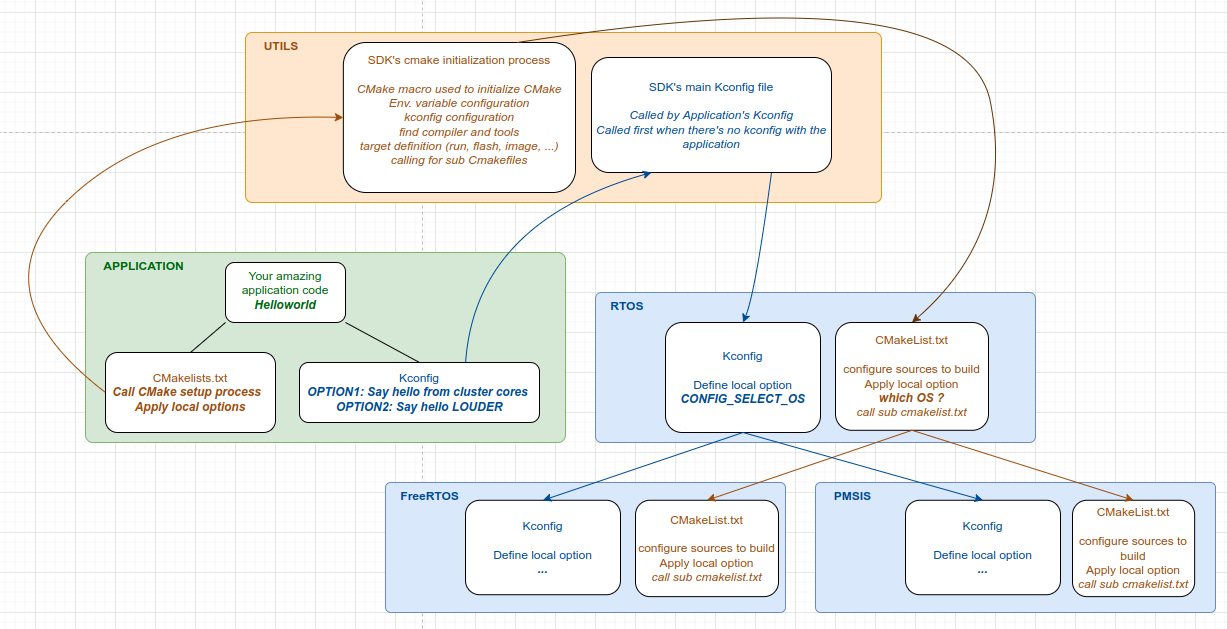 UTILS
SDK's cmake initialization process
CMake macro used to initialize CMake
Env. variable configuration
kconfig configuration
find compiler and tools
target definition (run, flash, image, ...)
calling for sub Cmakefiles
SDK's main Kconfig file
Called by Application's Kconfig
Called first when there's no kconfig with the
application
APPLICATION
Your amazing
application code
Helloworld
CMakelists.txt
Call CMake setup process
Apply local options
Kconfig
OPTION1: Say hello from cluster cores
OPTION2: Say hello LOUDER
RTOS
Kconfig
Define local option
CONFIG_SELECT_OS
CMakeList.txt
configure sources to build
Apply local option
which OS ?
call sub cmakelist.txt
FreeRTOS
Kconfig
Define local option
...
CMakeList.txt
configure sources to build
Apply local option
call sub cmakelist.txt
PMSIS
Kconfig
Define local option
...
CMakeList.txt
configure sources to
build
Apply local option
call sub cmakelist.txt